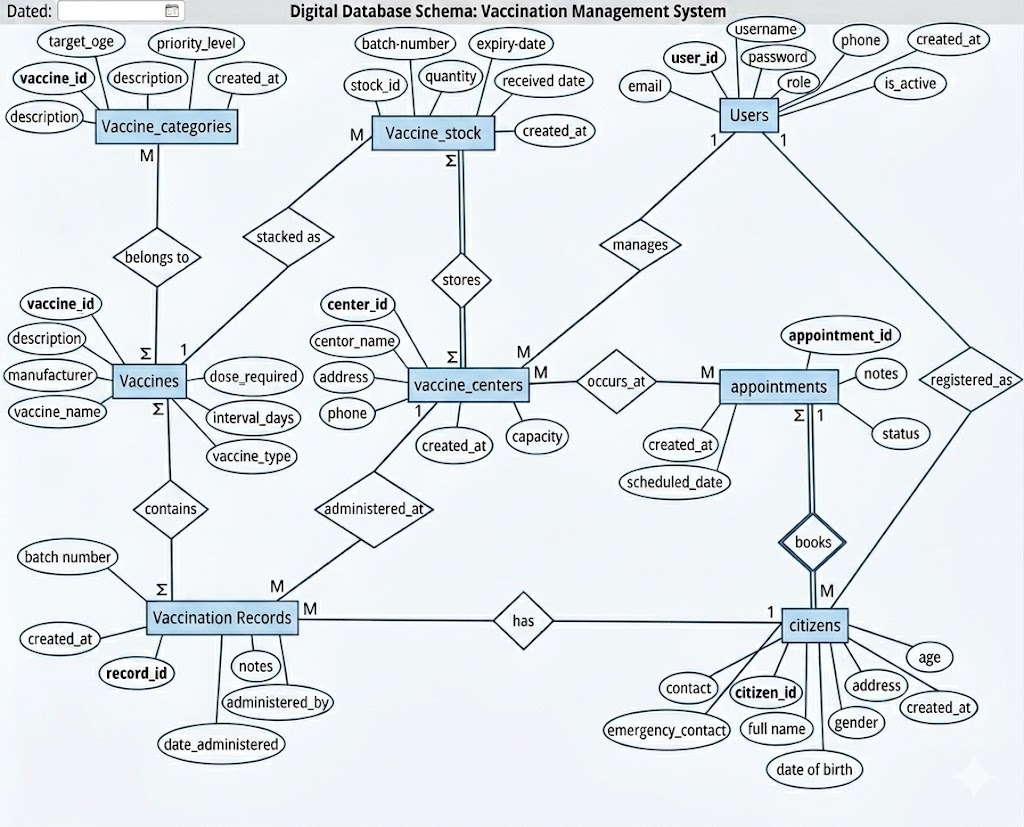 Dated:
Digital Database Schema: Vaccination Management System
target_oge
priority_level
vaccine_id
description
created_at
description
Vaccine_categories
M
batch-number
expiry-date
stock_id
quantity
received date
created_at
Vaccine_stock
M
Σ
username
phone
created_at
user_id
password
role
email
is_active
Users
1
1
belongs to
stacked as
stores
manages
registered_as
vaccine_id
description
manufacturer
vaccine_name
Σ
1
Vaccines
Σ
dose_required
interval_days
vaccine_type
center_id
centor_name
address
phone
Σ
M
vaccine_centers
M
1
created_at
capacity
occurs_at
appointment_id
notes
M
appointments
Σ
1
status
created_at
scheduled_date
contains
administered_at
books
batch number
Σ
M
Vaccination Records
M
created_at
record_id
notes
administered_by
date_administered
has
M
1
citizens
contact
citizen_id
age
address
created_at
emergency_contact
full name
gender
date of birth